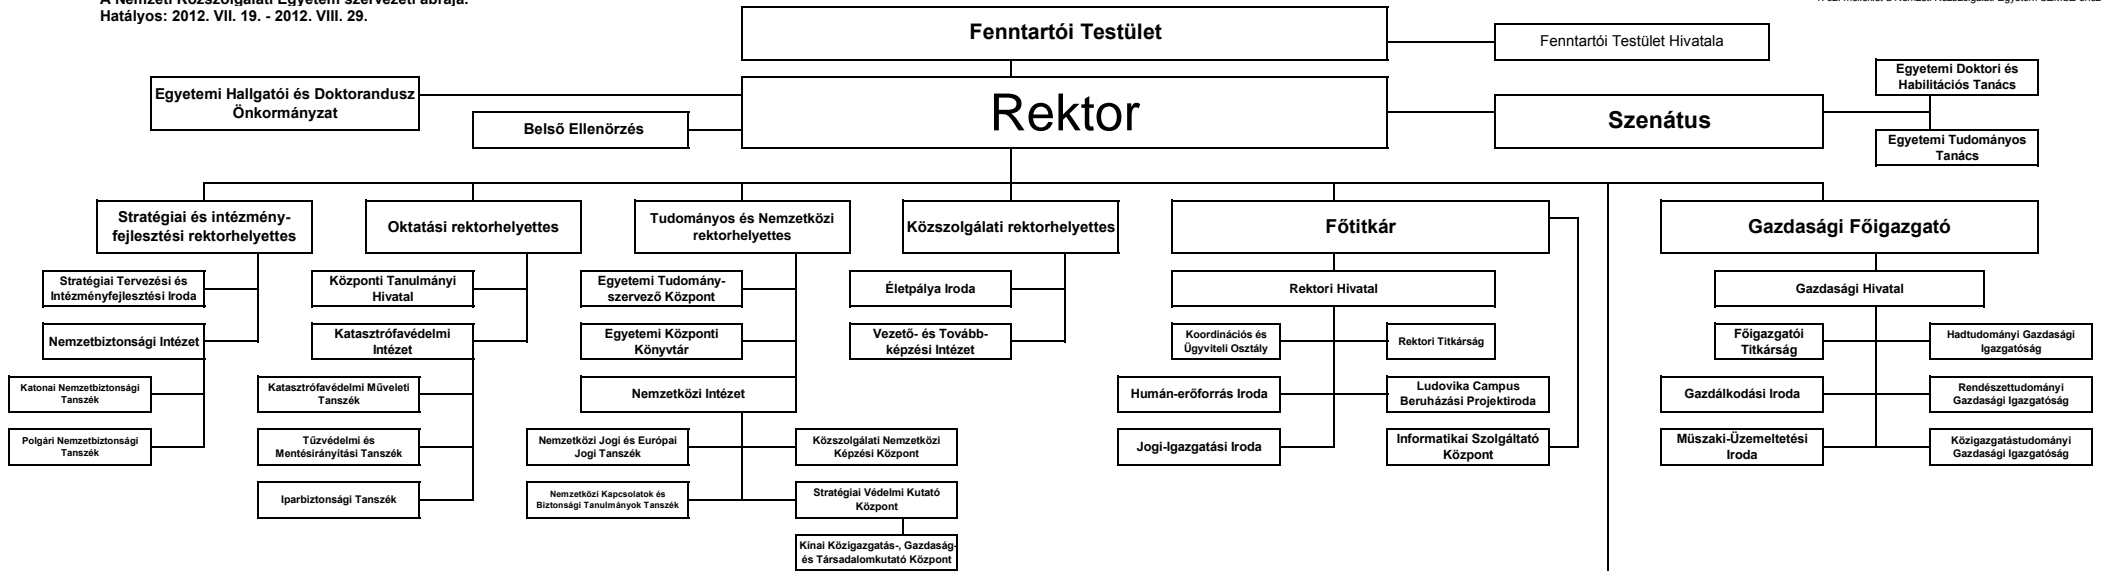 A Nemzeti Közszolgálati Egyetem szervezeti ábrája.
Hatályos: 2012. VII. 19. - 2012. VIII. 29.
Fenntartói Testület
Fenntartói Testület Hivatala
Egyetemi Hallgatói és Doktorandusz
Önkormányzat
Belső Ellenörzés
Rektor
Szenátus
Egyetemi Doktori és
Habilitációs Tanács
Egyetemi Tudományos
Tanács
Stratégiai és intézmény-
fejlesztési rektorhelyettes
Oktatási rektorhelyettes
Tudományos és Nemzetközi
rektorhelyettes
Közszolgálati rektorhelyettes
Főtitkár
Gazdasági Főigazgató
Stratégiai Tervezési és
Intézményfejlesztési Iroda
Központi Tanulmányi
Hivatal
Egyetemi Tudomány-
szervező Központ
Életpálya Iroda
Rektori Hivatal
Gazdasági Hivatal
Nemzetbiztonsági Intézet
Katasztrófavédelmi
Intézet
Egyetemi Központi
Könyvtár
Vezető- és Tovább-
képzési Intézet
Koordinációs és
Ügyviteli Osztály
Rektori Titkárság
Főigazgatói
Titkárság
Hadtudományi Gazdasági
Igazgatóság
Katonai Nemzetbiztonsági
Tanszék
Katasztrófavédelmi Műveleti
Tanszék
Nemzetközi Intézet
Humán-erőforrás Iroda
Ludovika Campus
Beruházási Projektiroda
Gazdálkodási Iroda
Rendészettudományi
Gazdasági Igazgatóság
Polgári Nemzetbiztonsági
Tanszék
Tűzvédelmi és
Mentésirányítási Tanszék
Nemzetközi Jogi és Európai
Jogi Tanszék
Közszolgálati Nemzetközi
Képzési Központ
Jogi-Igazgatási Iroda
Informatikai Szolgáltató
Központ
Müszaki-Üzemeltetési
Iroda
Közigazgatástudományi
Gazdasági Igazgatóság
Iparbiztonsági Tanszék
Nemzetközi Kapcsolatok és
Biztonsági Tanulmányok Tanszék
Stratégiai Védelmi Kutató
Központ
Kínai Közigazgatás-, Gazdaság-
és Társadalomkutató Központ